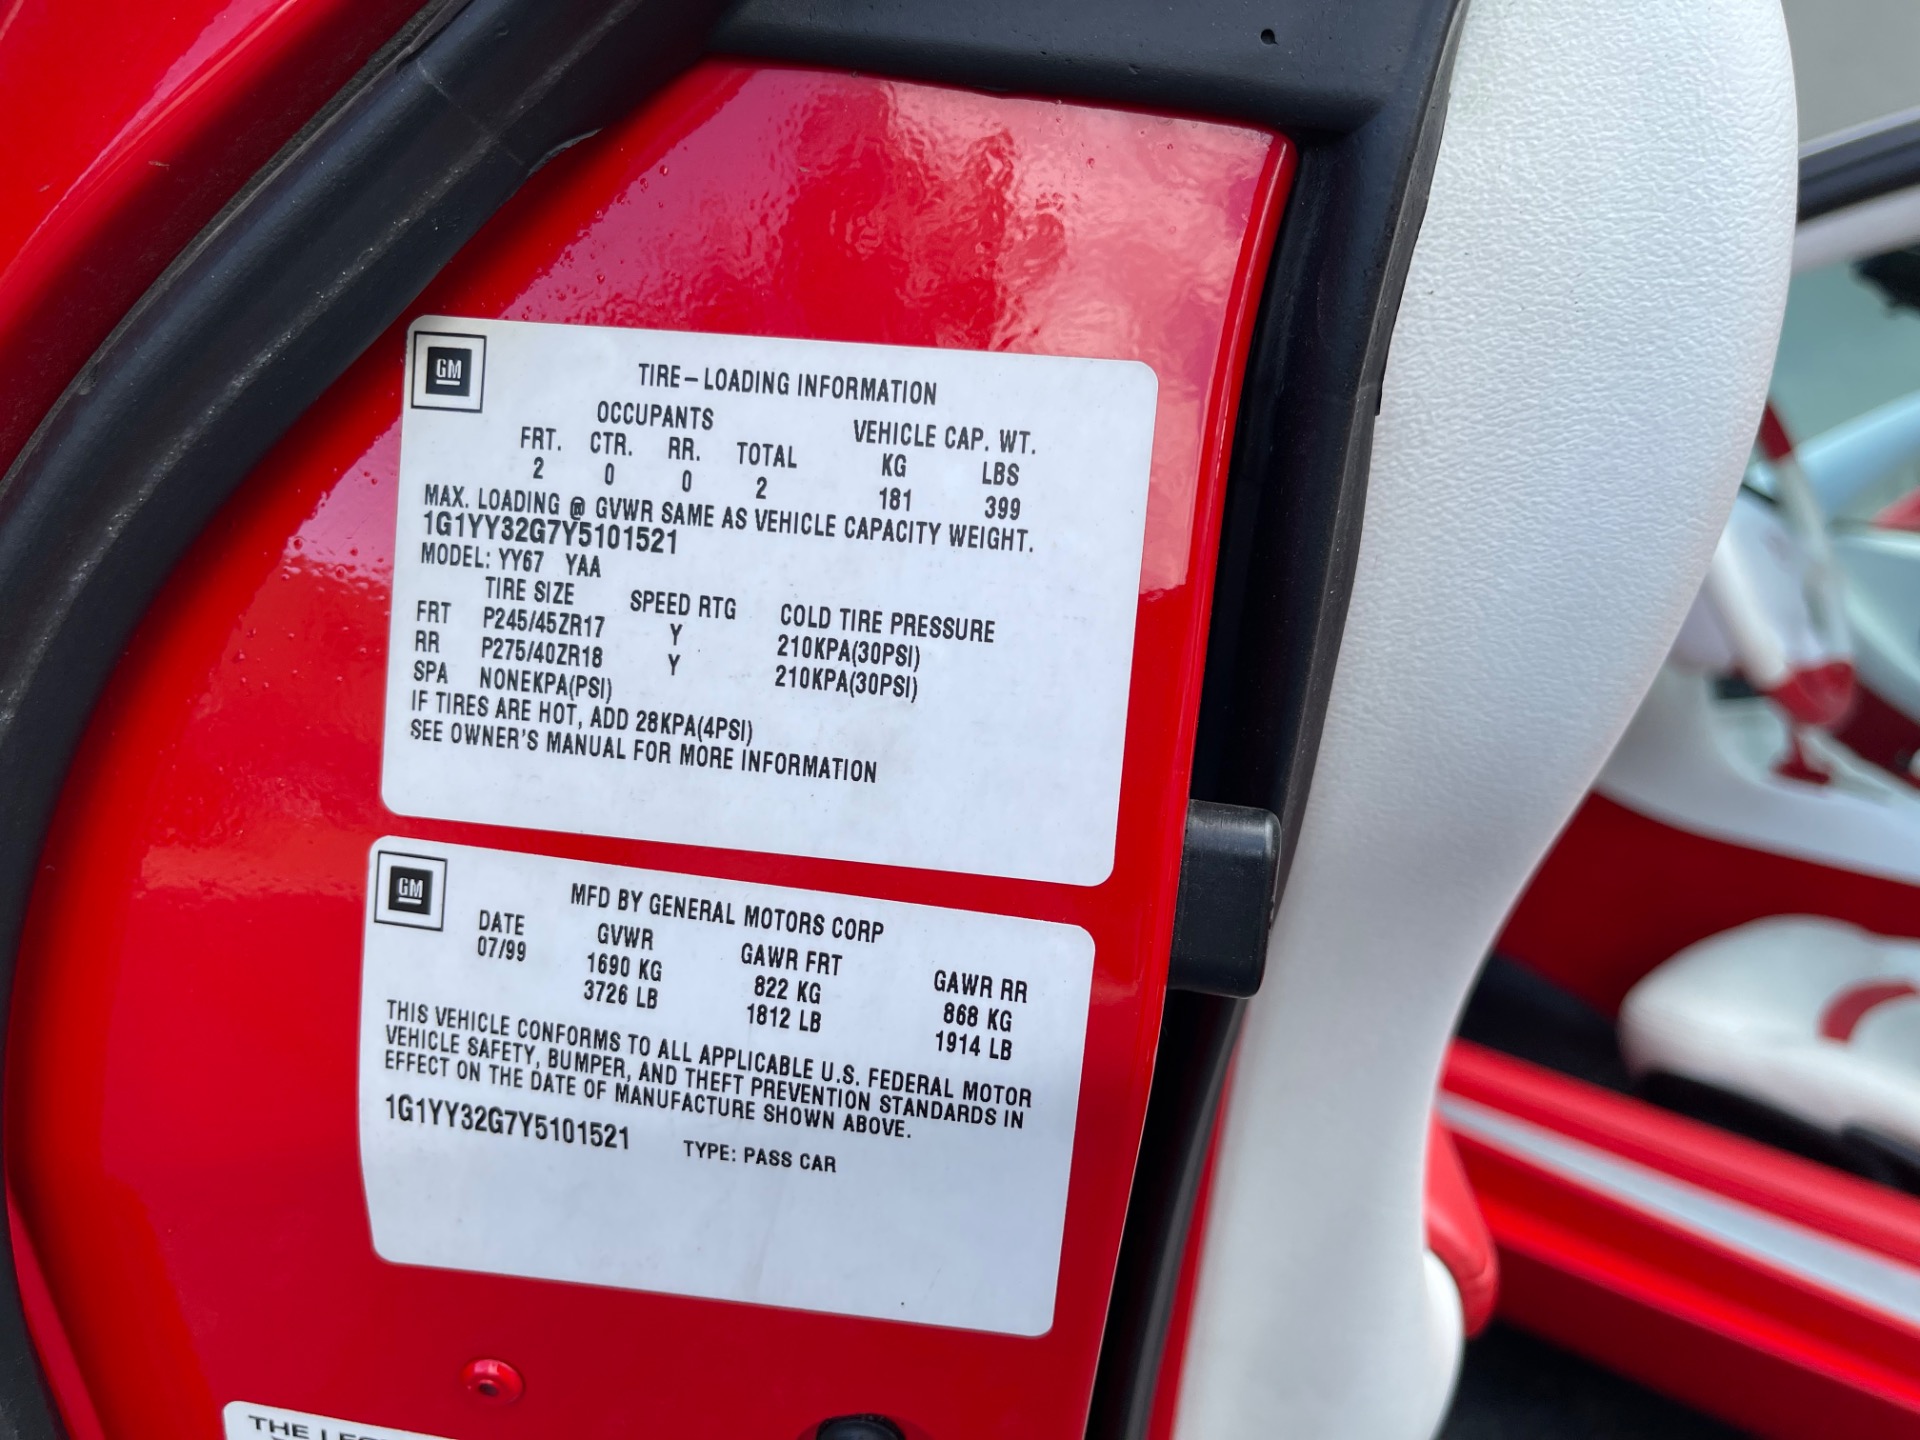 GM
TIRE–LOADING INFORMATION
OCCUPANTS VEHICLE CAP. WT.
FRT. CTR. RR. TOTAL KG LBS
2 0 0 2 181 399
MAX. LOADING @ GVWR SAME AS VEHICLE CAPACITY WEIGHT.
1G1YY32G7Y5101521
MODEL: YY67 YAA
TIRE SIZE SPEED RTG COLD TIRE PRESSURE
FRT P245/45ZR17 Y 210KPA(30PSI)
RR P275/40ZR18 Y 210KPA(30PSI)
SPA NONEKPA(PSI)
IF TIRES ARE HOT, ADD 28KPA(4PSI)
SEE OWNER'S MANUAL FOR MORE INFORMATION
GM
MFD BY GENERAL MOTORS CORP
DATE GVWR GAWR FRT GAWR RR
07/99 1690 KG 822 KG 868 KG
3726 LB 1812 LB 1914 LB
THIS VEHICLE CONFORMS TO ALL APPLICABLE U.S. FEDERAL MOTOR
VEHICLE SAFETY, BUMPER, AND THEFT PREVENTION STANDARDS IN
EFFECT ON THE DATE OF MANUFACTURE SHOWN ABOVE.
1G1YY32G7Y5101521 TYPE: PASS CAR
THE